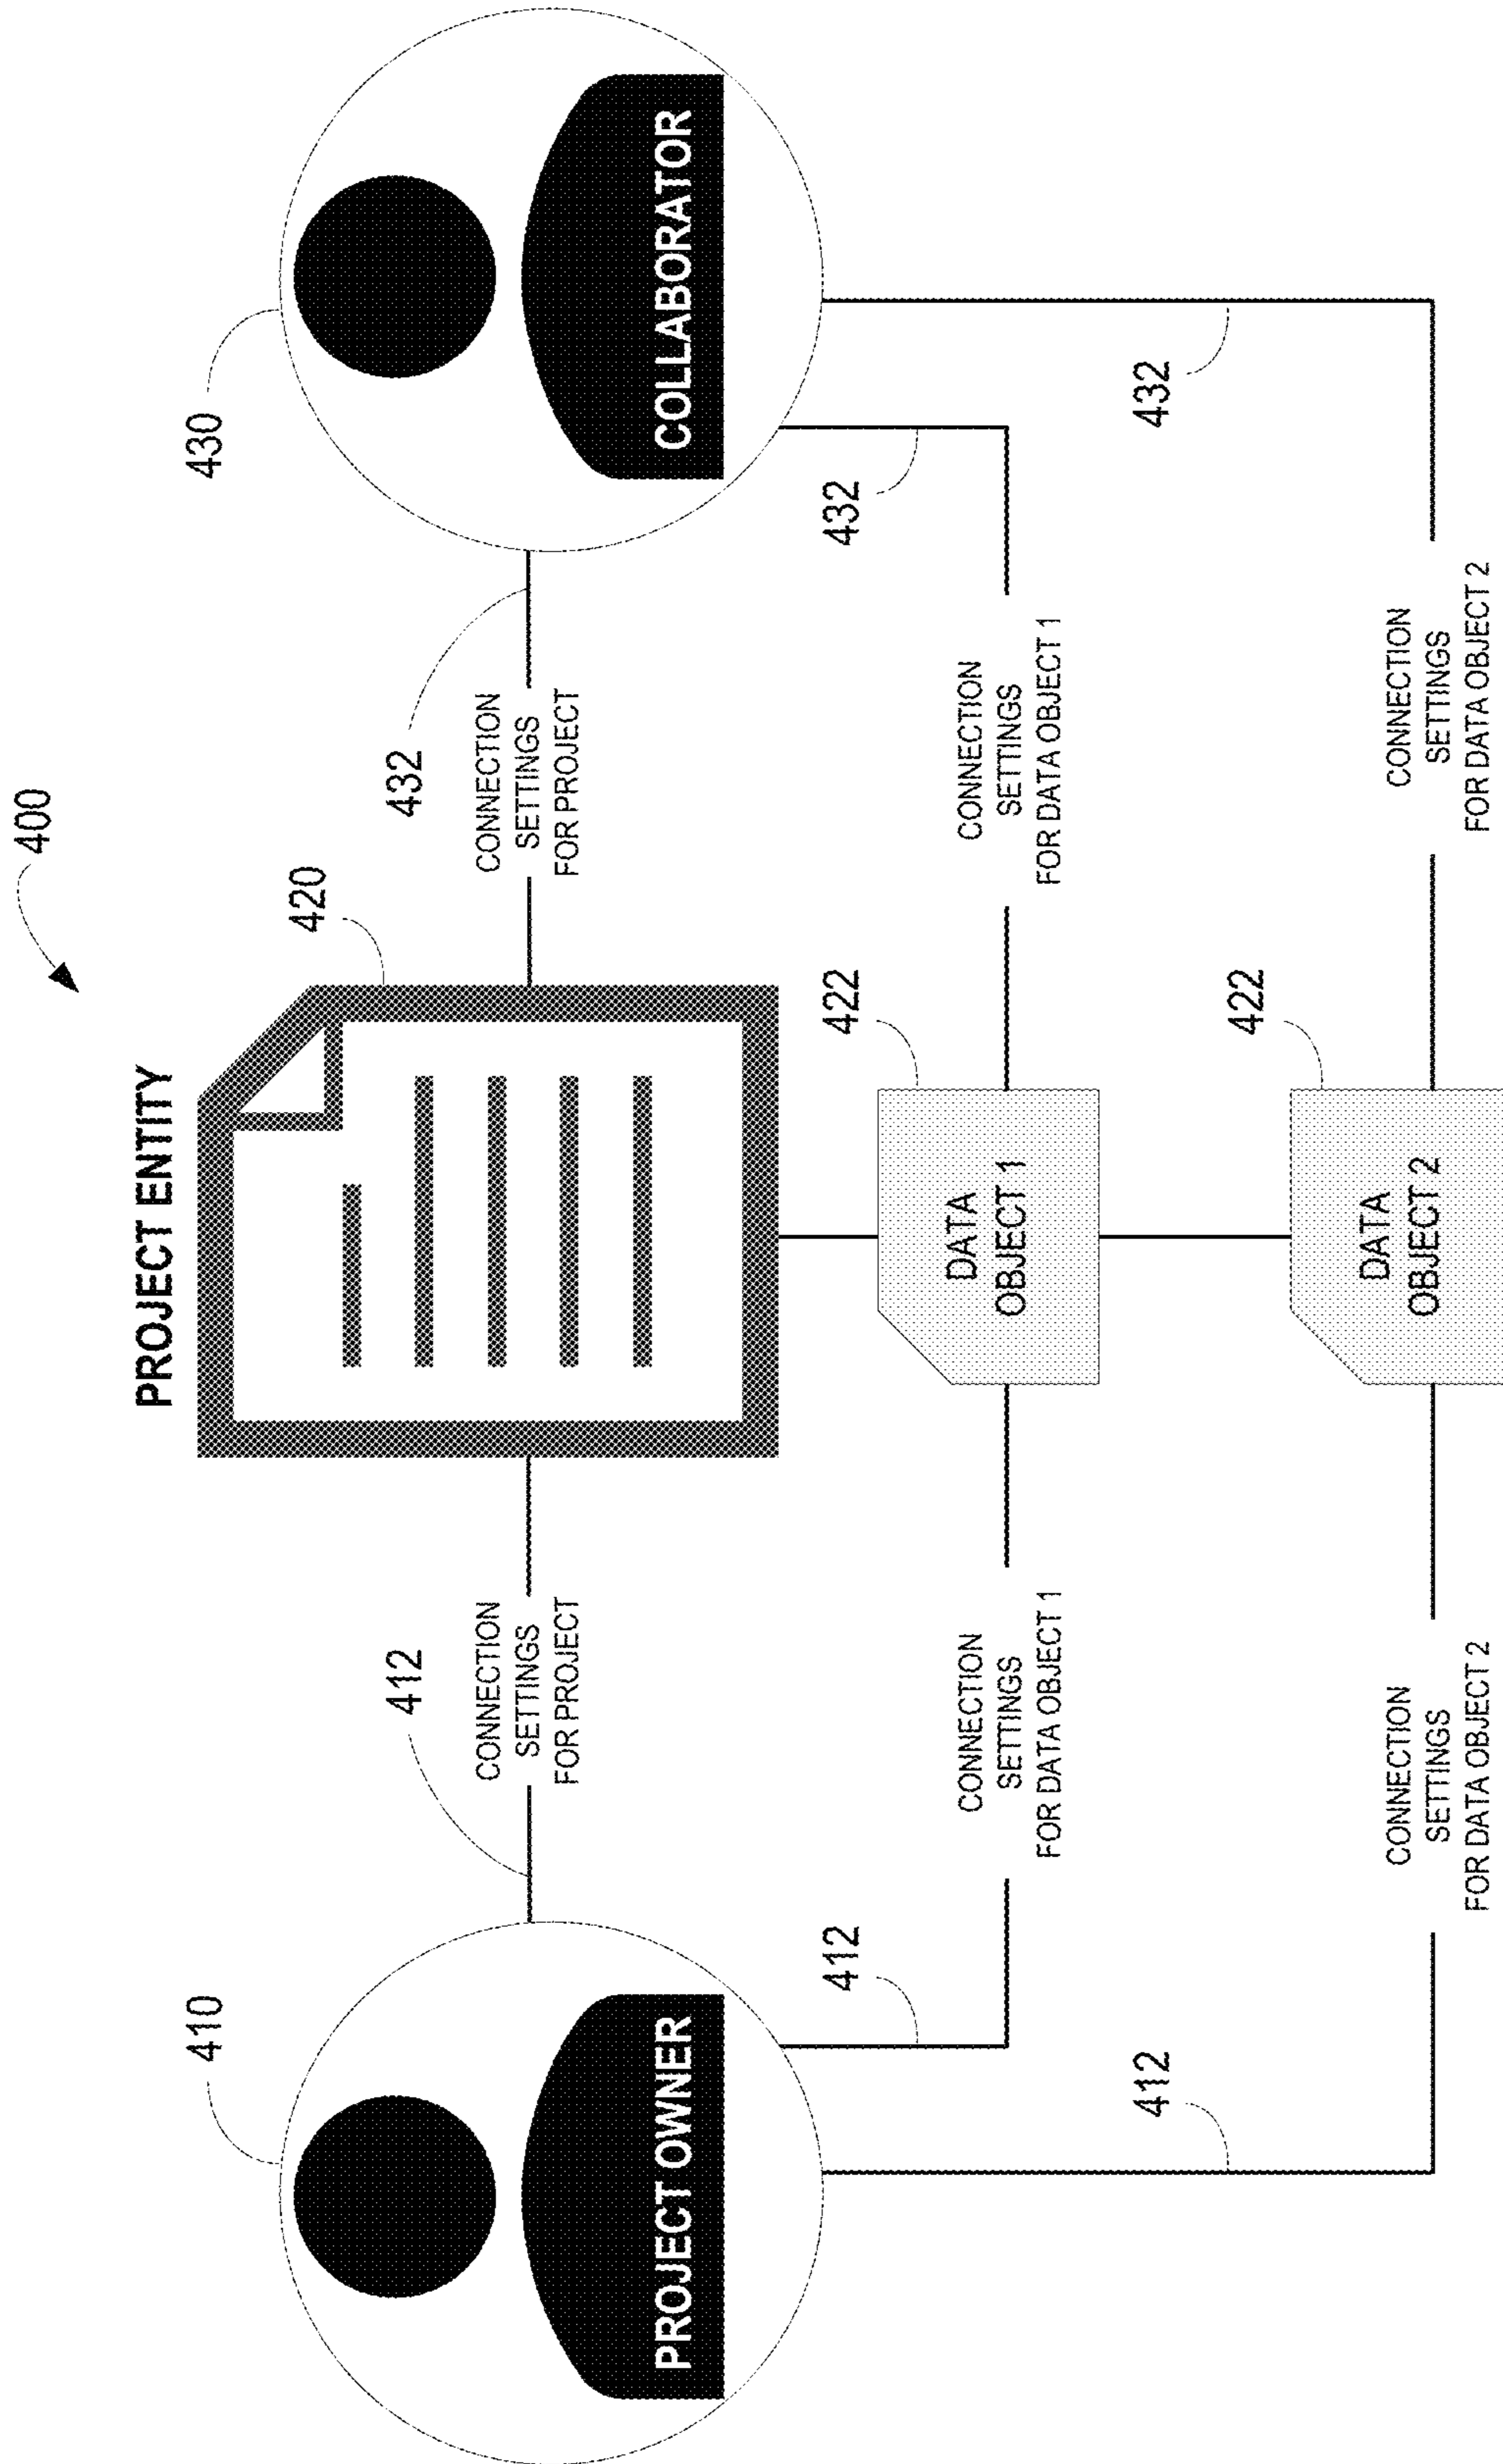 400
PROJECT ENTITY
410
420
430
412
432
CONNECTION
SETTINGS
FOR PROJECT
CONNECTION
SETTINGS
FOR PROJECT
PROJECT OWNER
COLLABORATOR
412
422
432
CONNECTION
SETTINGS
FOR DATA OBJECT 1
DATA
OBJECT 1
CONNECTION
SETTINGS
FOR DATA OBJECT 1
412
422
432
CONNECTION
SETTINGS
FOR DATA OBJECT 2
DATA
OBJECT 2
CONNECTION
SETTINGS
FOR DATA OBJECT 2